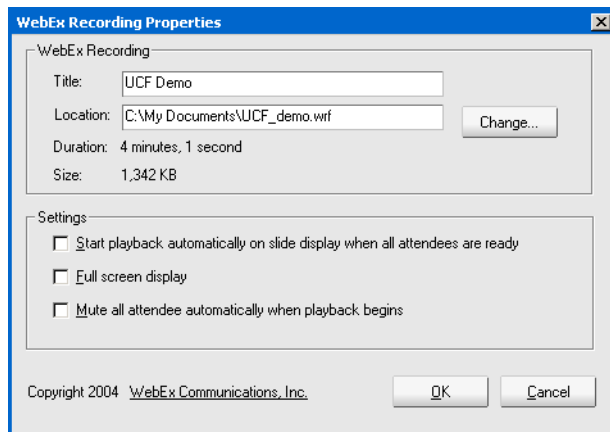 WebEx Recording Properties
WebEx Recording
Title: UCF Demo
Location: C:\My Documents\UCF_demo.wrf Change...
Duration: 4 minutes, 1 second
Size: 1,342 KB
Settings
Start playback automatically on slide display when all attendees are ready
Full screen display
Mute all attendee automatically when playback begins
Copyright 2004 WebEx Communications, Inc. OK Cancel